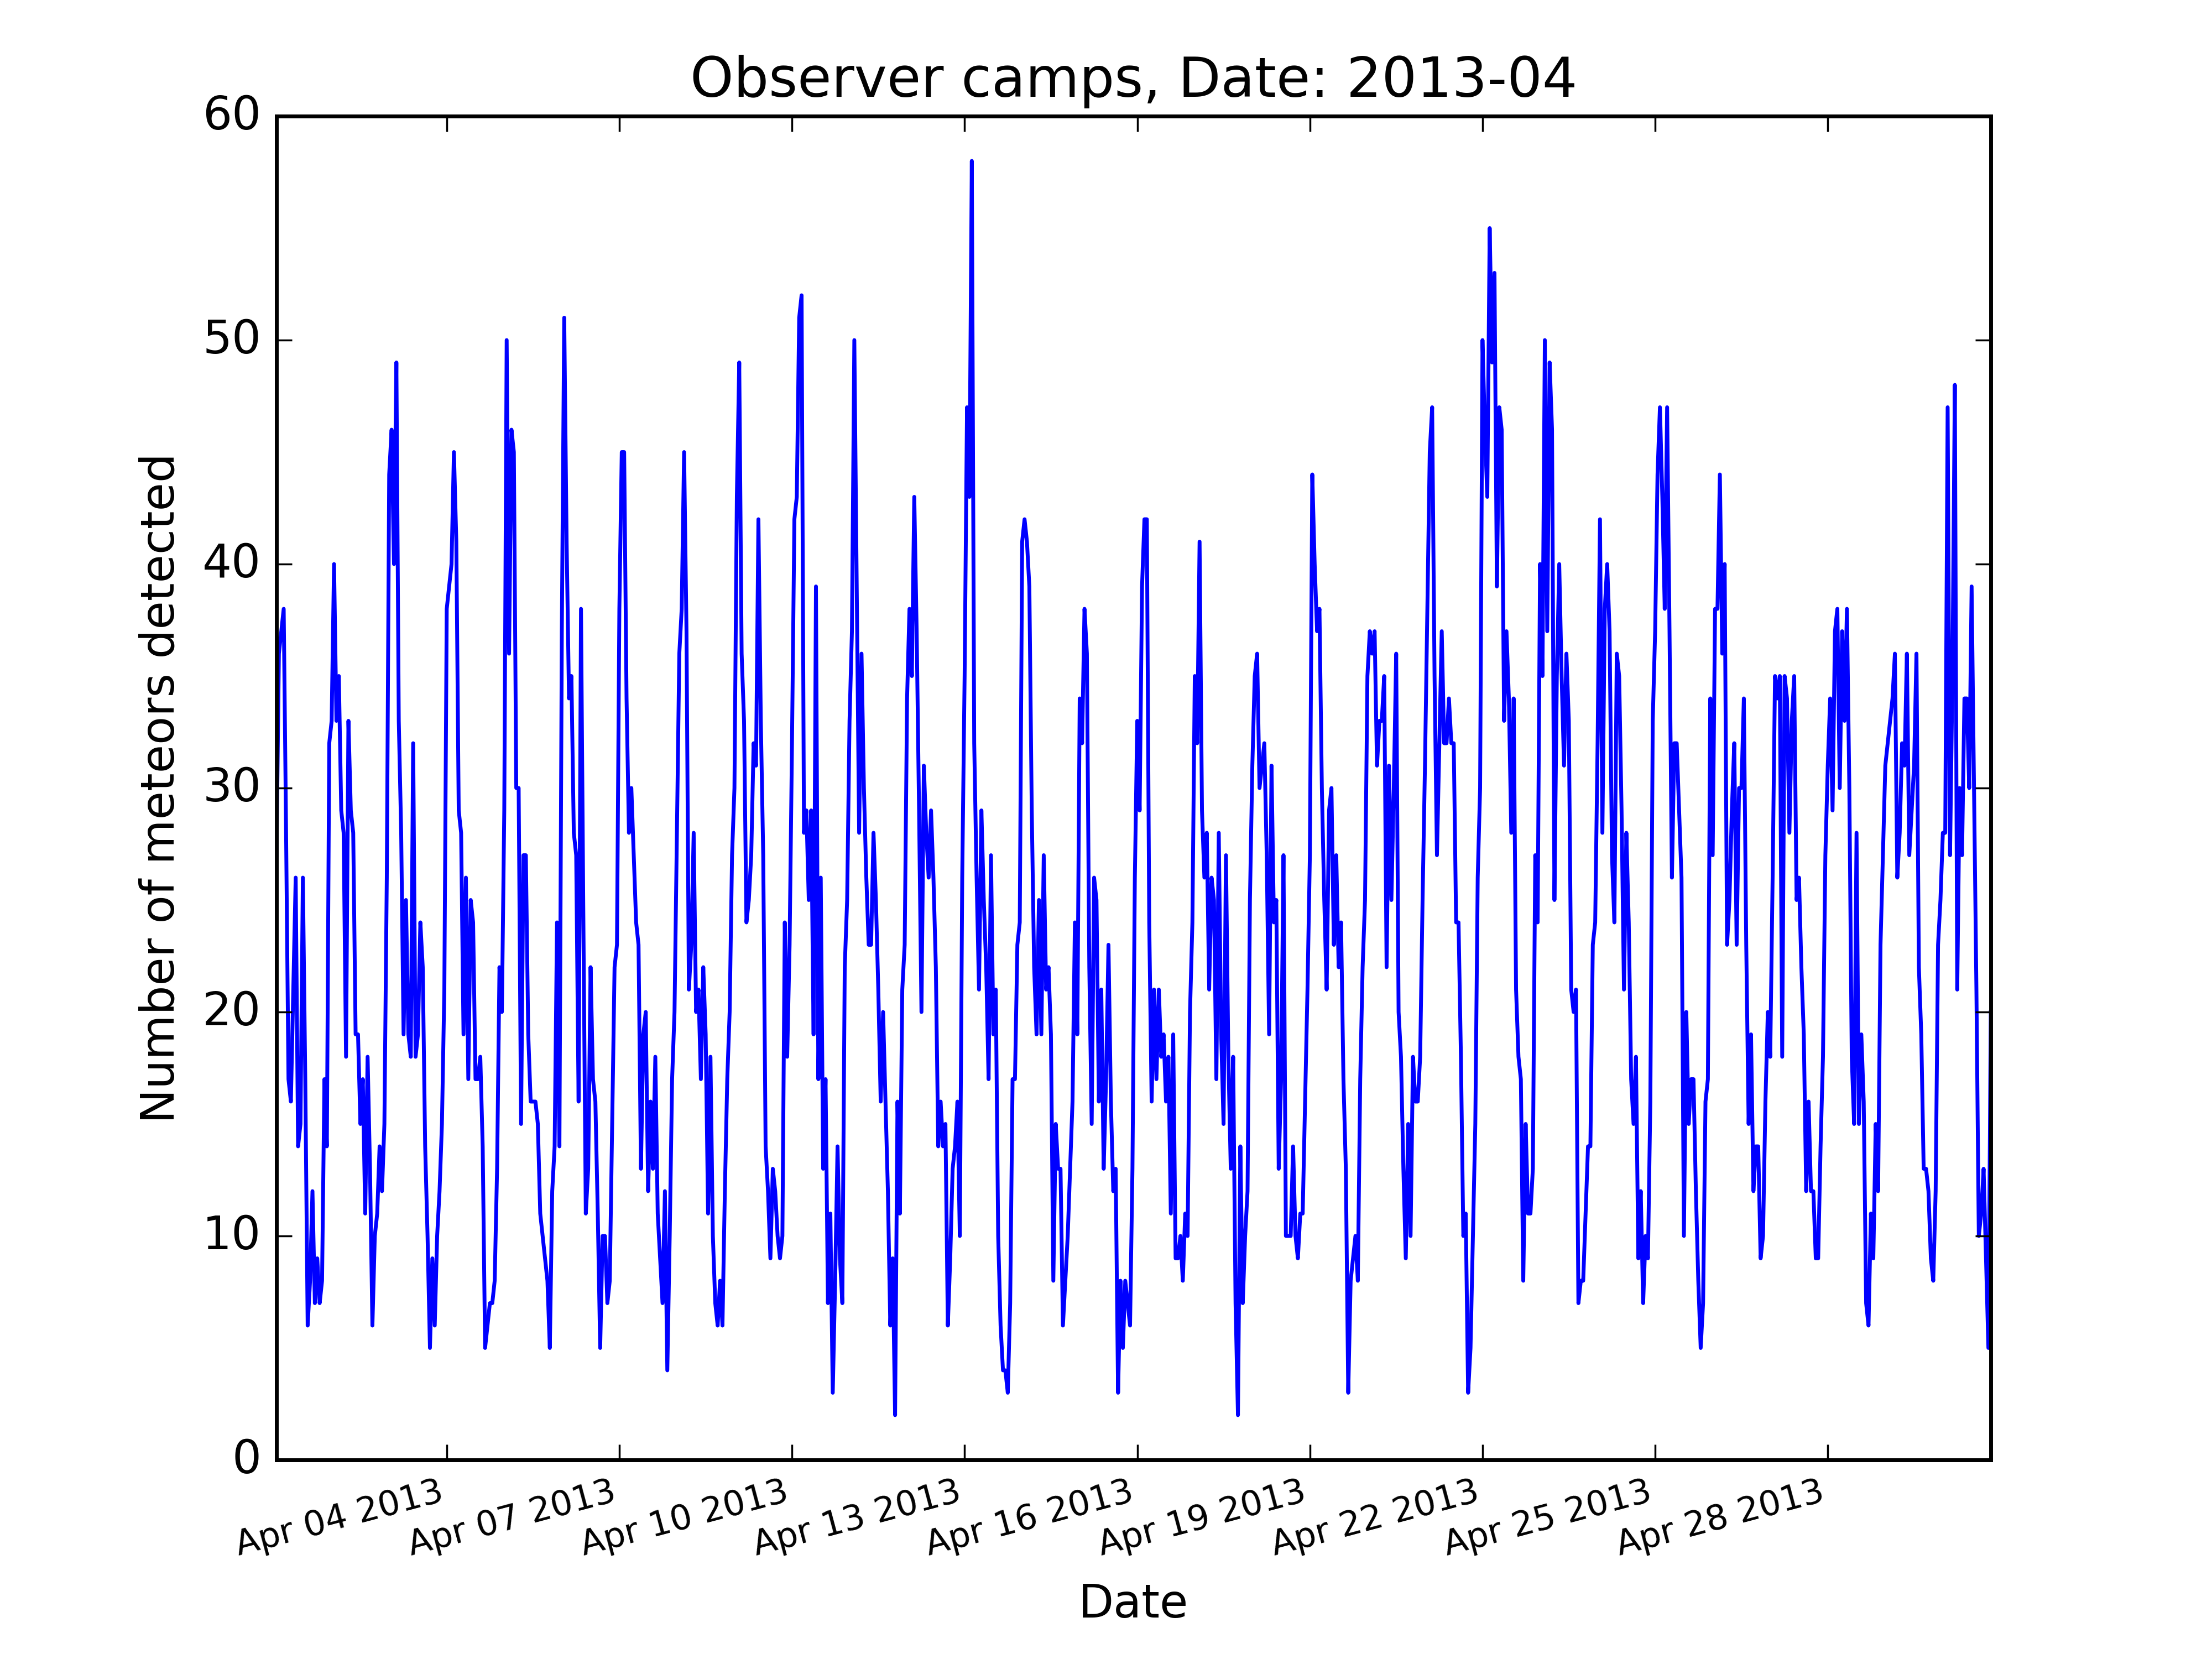 Observer camps, Date: 2013-04
Number of meteors detected
60
50
40
30
20
10
0
Apr 04 2013
Apr 07 2013
Apr 10 2013
Apr 13 2013
Apr 16 2013
Apr 19 2013
Apr 22 2013
Apr 25 2013
Apr 28 2013
Date